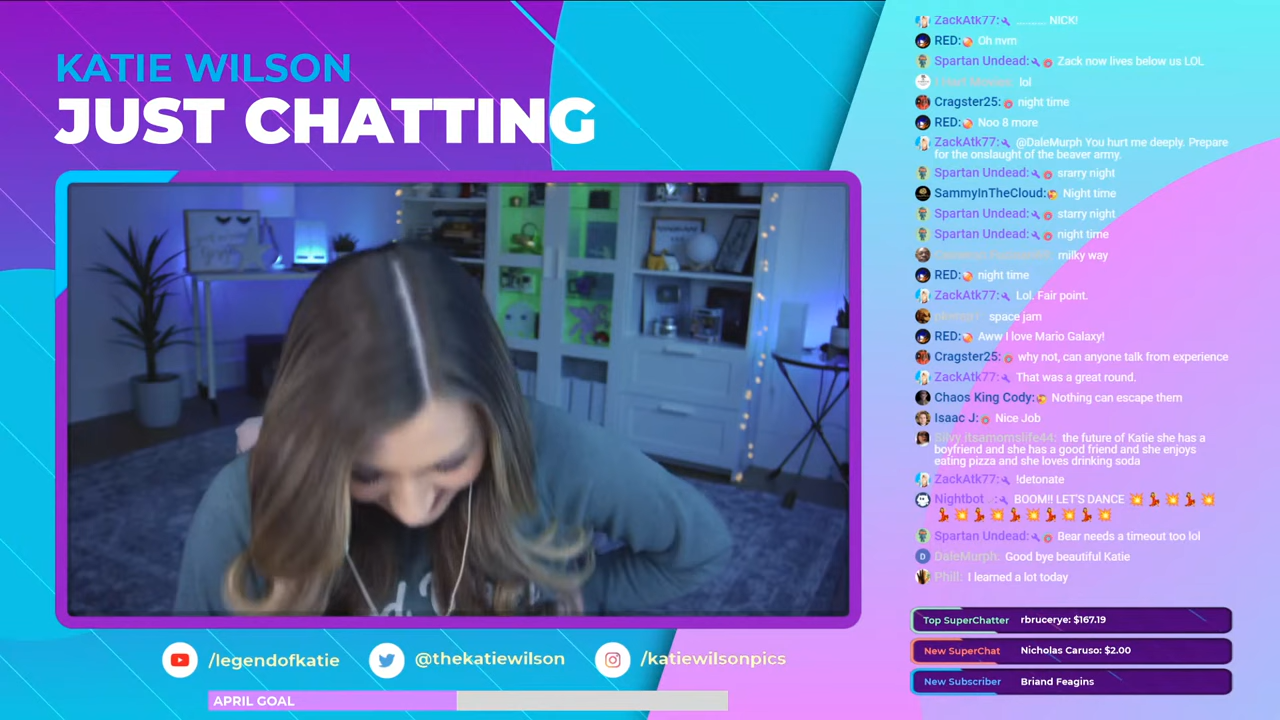 KATIE WILSON
JUST CHATTING
ZackAtk77: NICK!
RED: Oh nvm
Spartan Undead: Zack now lives below us LOL
lol
Cragster25: night time
RED: Noo 8 more
ZackAtk77: @DaleMurph You hurt me deeply. Prepare
for the onslaught of the beaver army.
Spartan Undead: srarry night
SammyInTheCloud: Night time
Spartan Undead: starry night
Spartan Undead: night time
milky way
RED: night time
ZackAtk77: Lol. Fair point.
space jam
RED: Aww I love Mario Galaxy!
Cragster25: why not, can anyone talk from experience
ZackAtk77: That was a great round.
Chaos King Cody: Nothing can escape them
Isaac J: Nice Job
itsamomslife44: the future of Katie she has a
boyfriend and she has a good friend and she enjoys
eating pizza and she loves drinking soda
ZackAtk77: !detonate
Nightbot : BOOM!! LET'S DANCE 💥 💃 💥 💃 💥
💃 💥 💃 💥 💃 💥 💃 💥 💃 💥
Spartan Undead: Bear needs a timeout too lol
DaleMurph: Good bye beautiful Katie
Phill: I learned a lot today
Top SuperChatter rbrucerye: $167.19
New SuperChat Nicholas Caruso: $2.00
New Subscriber Briand Feagins
/legendofkatie @thekatiewilson /katiewilsonpics
APRIL GOAL